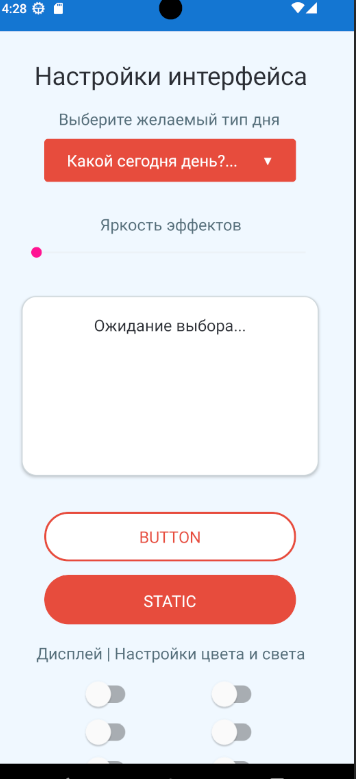 4:28
Настройки интерфейса
Выберите желаемый тип дня
Какой сегодня день?...
Яркость эффектов
Ожидание выбора...
BUTTON
STATIC
Дисплей | Настройки цвета и света